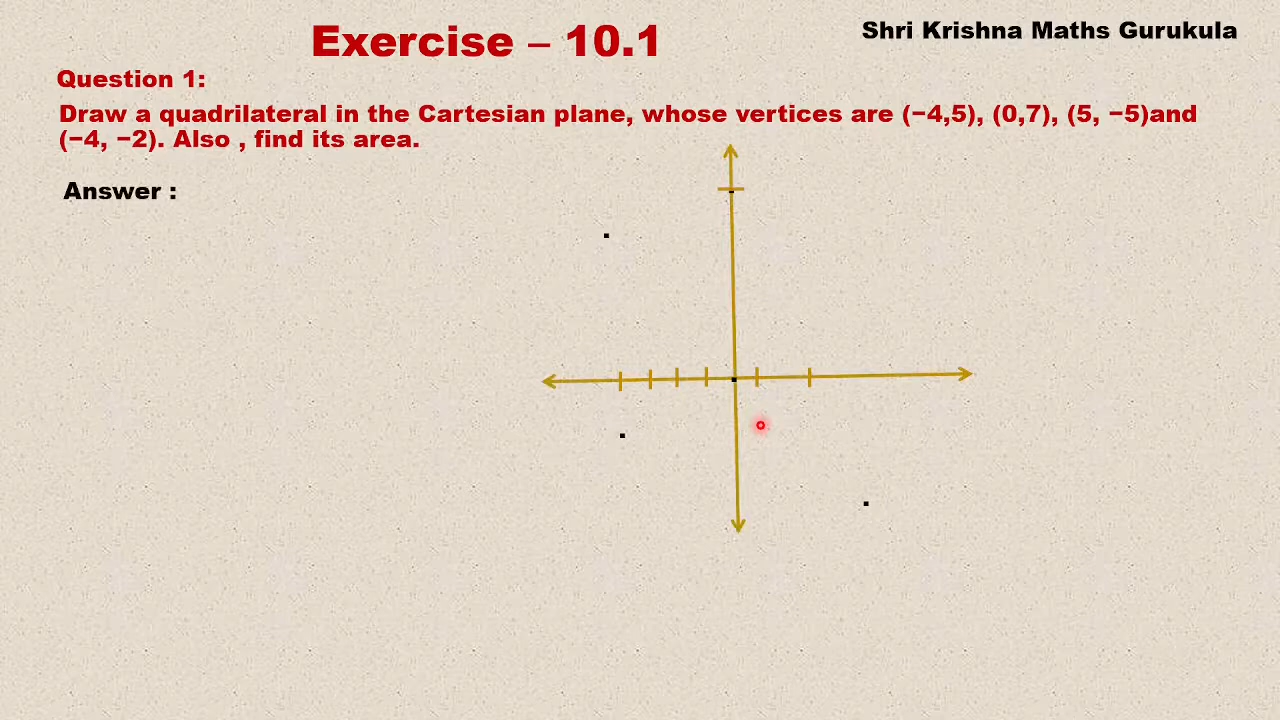 Exercise – 10.1
Shri Krishna Maths Gurukula
Question 1:
Draw a quadrilateral in the Cartesian plane, whose vertices are (−4,5), (0,7), (5, −5)and
(−4, −2). Also , find its area.
Answer :